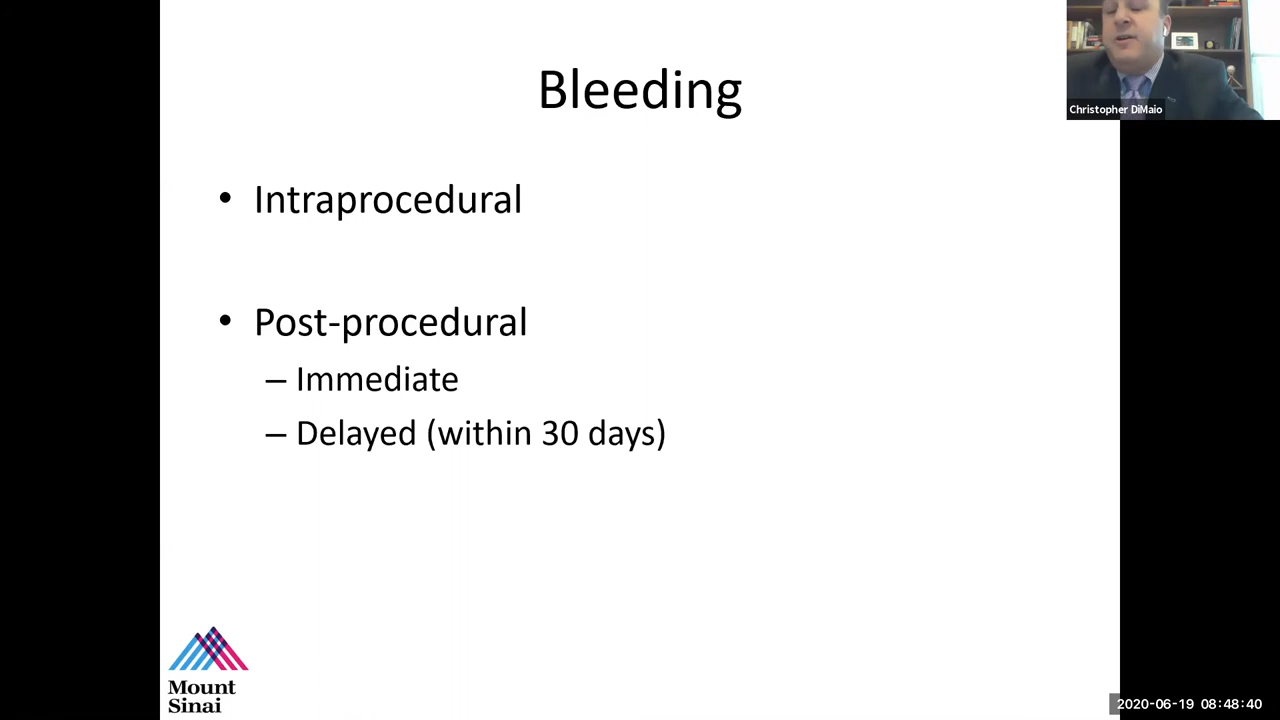 Bleeding
Christopher DiMaio
• Intraprocedural
• Post-procedural
– Immediate
– Delayed (within 30 days)
Mount
Sinai
2020-06-19 08:48:40